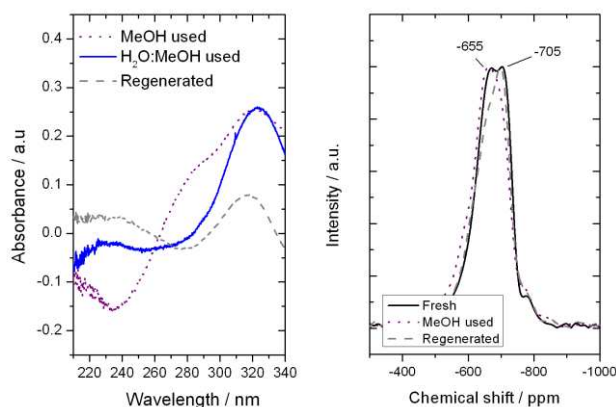 0.4
0.3
0.2
0.1
0.0
-0.1
-0.2
Absorbance / a.u
MeOH used
H2O:MeOH used
Regenerated
220 240 260 280 300 320 340
Wavelength / nm
Intensity / a.u.
-655
-705
Fresh
MeOH used
Regenerated
-400 -600 -800 -1000
Chemical shift / ppm